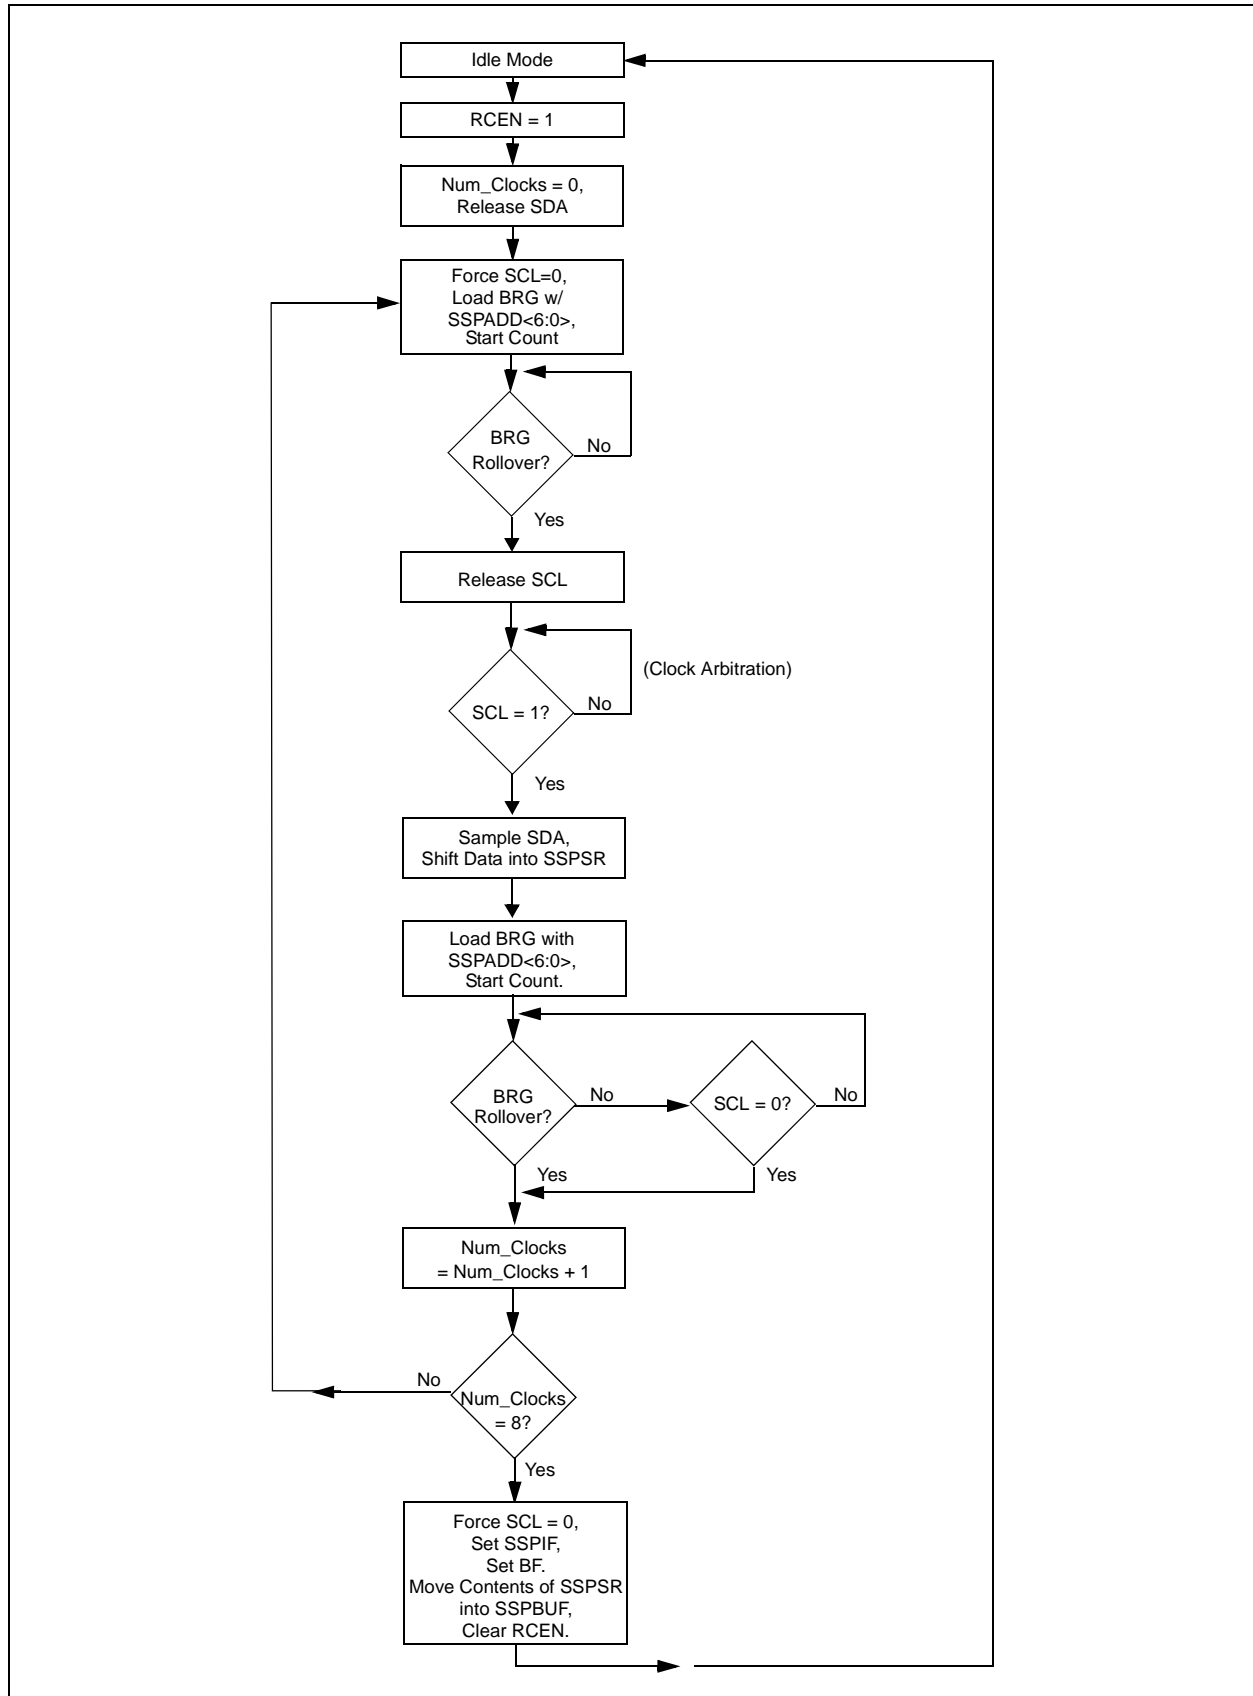 Idle Mode
RCEN = 1
Num_Clocks = 0,
Release SDA
Force SCL=0,
Load BRG w/
SSPADD<6:0>,
Start Count
BRG
Rollover?
No
Yes
Release SCL
(Clock Arbitration)
SCL = 1?
No
Yes
Sample SDA,
Shift Data into SSPSR
Load BRG with
SSPADD<6:0>,
Start Count.
BRG
Rollover?
No
SCL = 0?
No
Yes
Yes
Num_Clocks
= Num_Clocks + 1
No
Num_Clocks
= 8?
Yes
Force SCL = 0,
Set SSPIF,
Set BF.
Move Contents of SSPSR
into SSPBUF,
Clear RCEN.